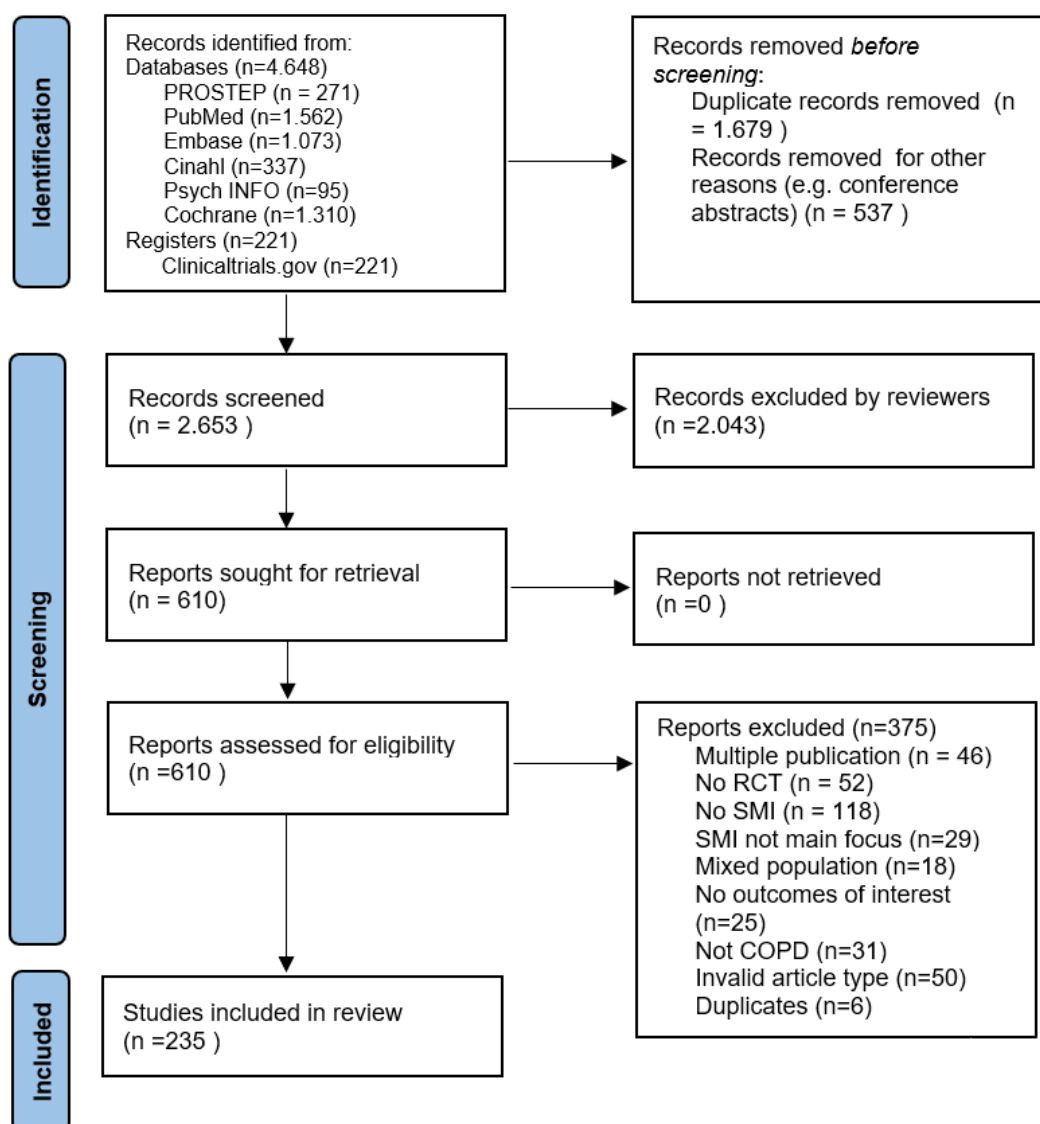 Identification
Records identified from:
Databases (n=4.648)
PROSTEP (n = 271)
PubMed (n=1.562)
Embase (n=1.073)
Cinahl (n=337)
Psych INFO (n=95)
Cochrane (n=1.310)
Registers (n=221)
Clinicaltrials.gov (n=221)
Records removed before
screening:
Duplicate records removed (n
= 1.679 )
Records removed for other
reasons (e.g. conference
abstracts) (n = 537 )
Screening
Records screened
(n = 2.653 )
Records excluded by reviewers
(n =2.043)
Reports sought for retrieval
(n = 610)
Reports not retrieved
(n =0 )
Reports assessed for eligibility
(n =610 )
Reports excluded (n=375)
Multiple publication (n = 46)
No RCT (n = 52)
No SMI (n = 118)
SMI not main focus (n=29)
Mixed population (n=18)
No outcomes of interest
(n=25)
Not COPD (n=31)
Invalid article type (n=50)
Duplicates (n=6)
Included
Studies included in review
(n =235 )